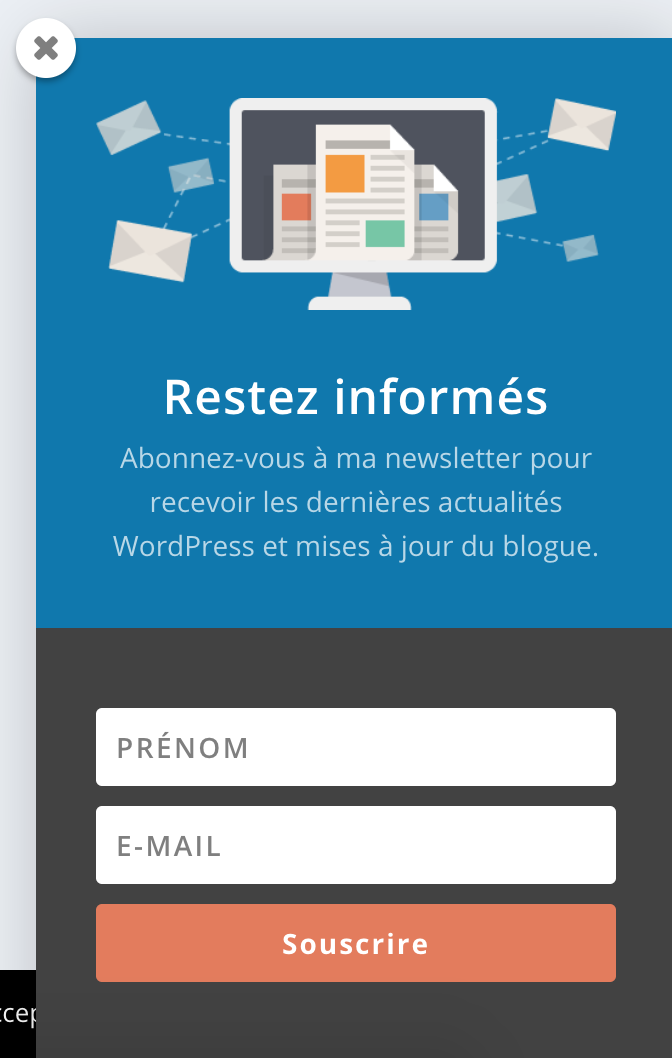 Restez informés
Abonnez-vous à ma newsletter pour
recevoir les dernières actualités
WordPress et mises à jour du blogue.
PRÉNOM
E-MAIL
Souscrire